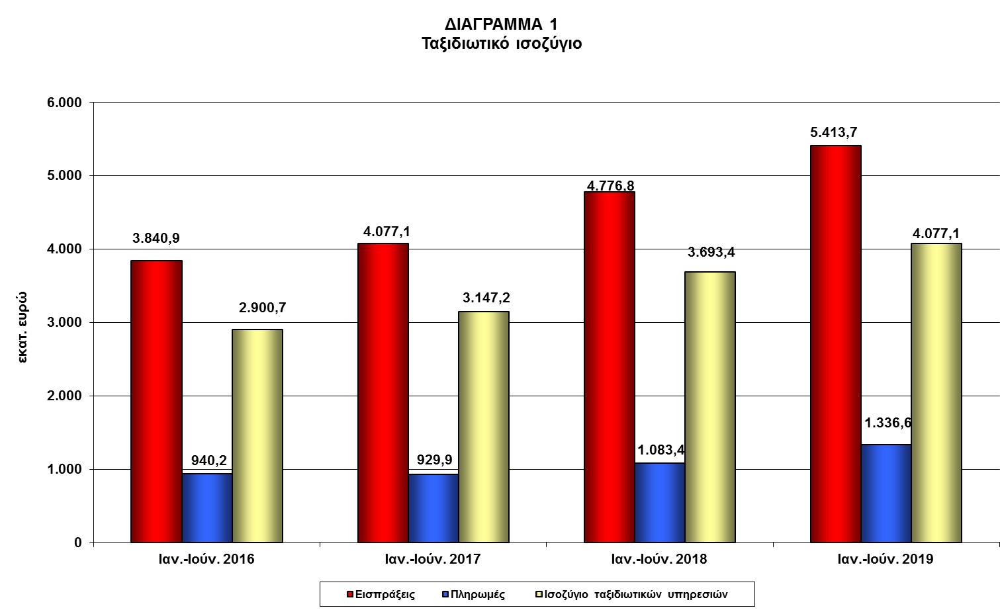 ΔΙΑΓΡΑΜΜΑ 1
Ταξιδιωτικό ισοζύγιο
εκατ. ευρώ
6.000
5.000
4.000
3.000
2.000
1.000
0
3.840,9
940,2
2.900,7
4.077,1
929,9
3.147,2
4.776,8
1.083,4
3.693,4
5.413,7
1.336,6
4.077,1
Ιαν.-Ιούν. 2016
Ιαν.-Ιούν. 2017
Ιαν.-Ιούν. 2018
Ιαν.-Ιούν. 2019
Εισπράξεις Πληρωμές Ισοζύγιο ταξιδιωτικών υπηρεσιών